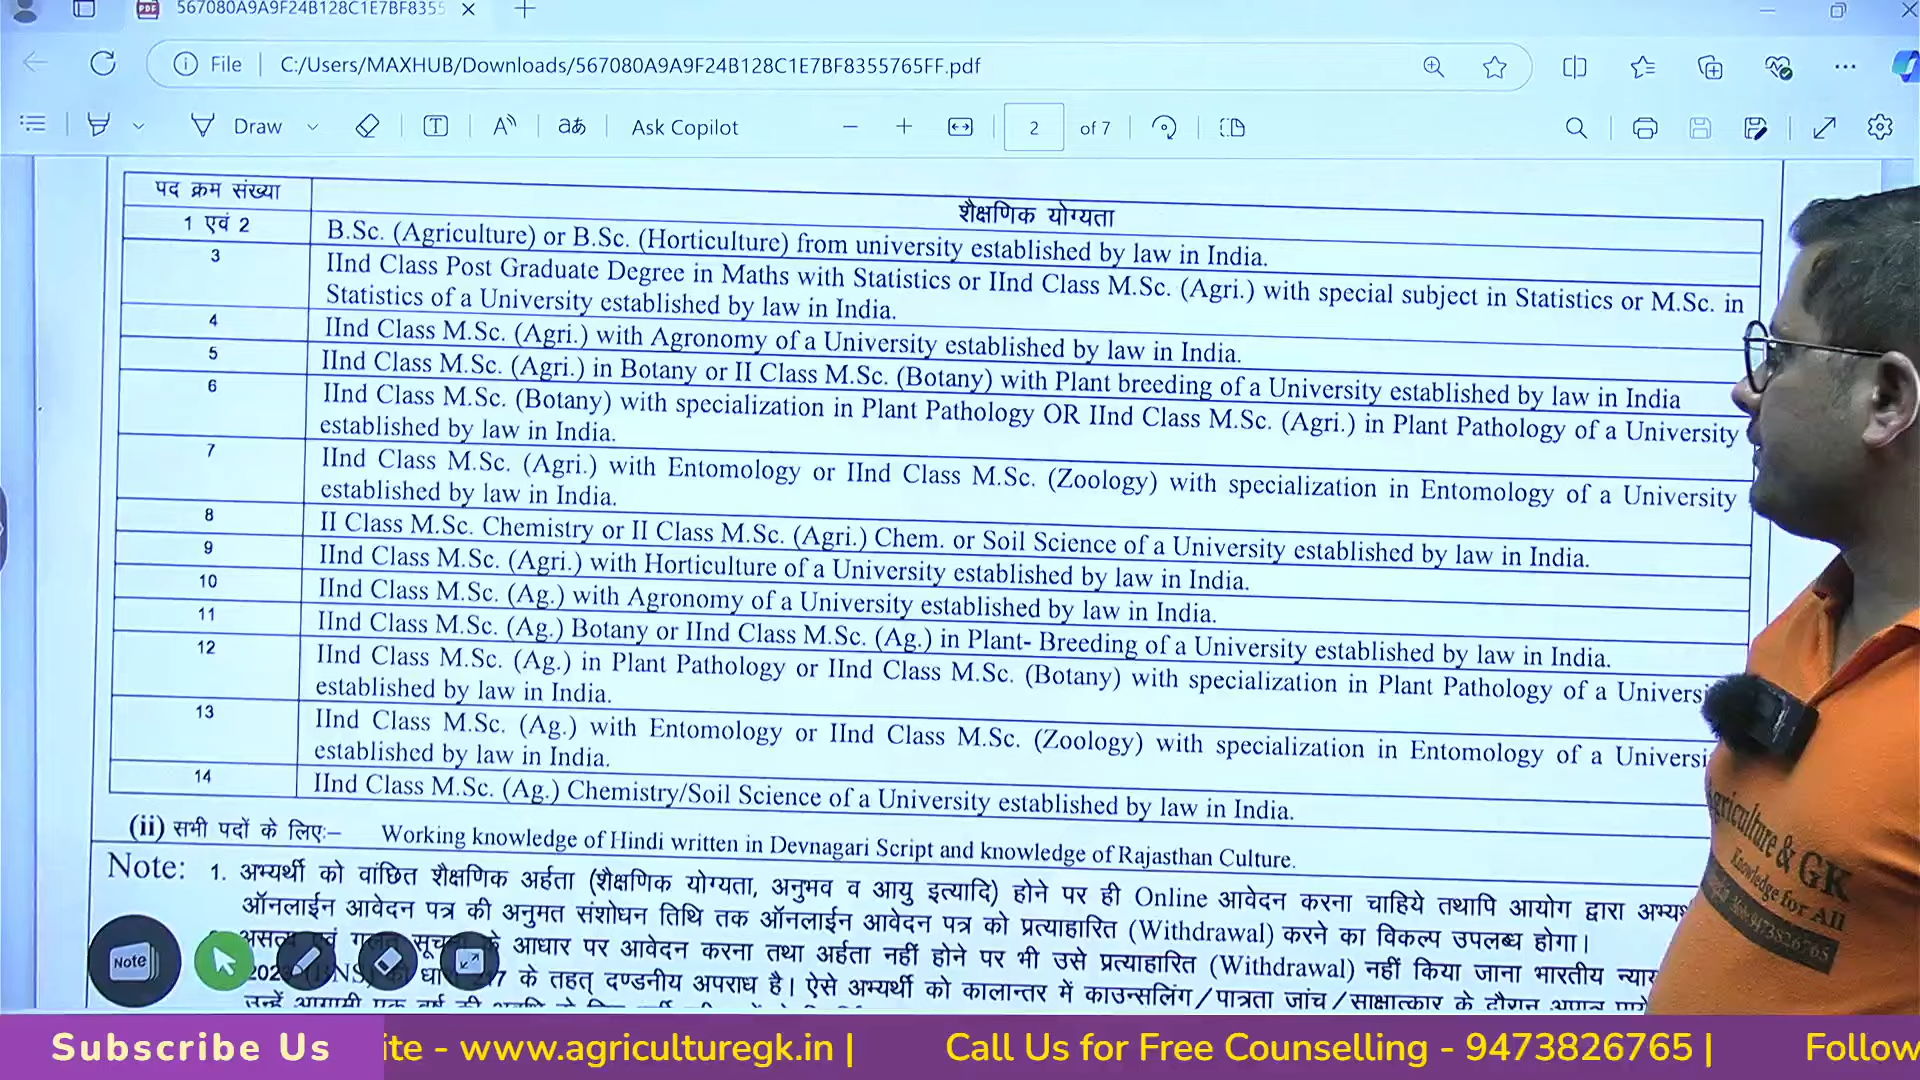 567080A9A9F24B128C1E7BF8355
File
C:/Users/MAXHUB/Downloads/567080A9A9F24B128C1E7BF8355765FF.pdf
Draw
aあ
Ask Copilot
2
of 7
पद क्रम संख्या
शैक्षणिक योग्यता
1 एवं 2
B.Sc. (Agriculture) or B.Sc. (Horticulture) from university established by law in India.
3
IInd Class Post Graduate Degree in Maths with Statistics or IInd Class M.Sc. (Agri.) with special subject in Statistics or M.Sc. in
Statistics of a University established by law in India.
4
IInd Class M.Sc. (Agri.) with Agronomy of a University established by law in India.
5
IInd Class M.Sc. (Agri.) in Botany or II Class M.Sc. (Botany) with Plant breeding of a University established by law in India
6
IInd Class M.Sc. (Botany) with specialization in Plant Pathology OR IInd Class M.Sc. (Agri.) in Plant Pathology of a University
established by law in India.
7
IInd Class M.Sc. (Agri.) with Entomology or IInd Class M.Sc. (Zoology) with specialization in Entomology of a University
established by law in India.
8
II Class M.Sc. Chemistry or II Class M.Sc. (Agri.) Chem. or Soil Science of a University established by law in India.
9
IInd Class M.Sc. (Agri.) with Horticulture of a University established by law in India.
10
IInd Class M.Sc. (Ag.) with Agronomy of a University established by law in India.
11
IInd Class M.Sc. (Ag.) Botany or IInd Class M.Sc. (Ag.) in Plant- Breeding of a University established by law in India.
12
IInd Class M.Sc. (Ag.) in Plant Pathology or IInd Class M.Sc. (Botany) with specialization in Plant Pathology of a Universi
established by law in India.
13
IInd Class M.Sc. (Ag.) with Entomology or IInd Class M.Sc. (Zoology) with specialization in Entomology of a Universi
established by law in India.
14
IInd Class M.Sc. (Ag.) Chemistry/Soil Science of a University established by law in India.
(ii) सभी पदों के लिए:– Working knowledge of Hindi written in Devnagari Script and knowledge of Rajasthan Culture.
Note: 1. अभ्यर्थी को वांछित शैक्षणिक अर्हता (शैक्षणिक योग्यता, अनुभव व आयु इत्यादि) होने पर ही Online आवेदन करना चाहिये तथापि आयोग द्वारा अभ्यर्थ
ऑनलाईन आवेदन पत्र की अनुमत संशोधन तिथि तक ऑनलाईन आवेदन पत्र को प्रत्याहारित (Withdrawal) करने का विकल्प उपलब्ध होगा।
असत्य एवं गलत सूचना के आधार पर आवेदन करना तथा अर्हता नहीं होने पर भी उसे प्रत्याहारित (Withdrawal) नहीं किया जाना भारतीय न्याय
2023 (BNS) की धारा 217 के तहत् दण्डनीय अपराध है। ऐसे अभ्यर्थी को कालान्तर में काउन्सलिंग/पात्रता जांच/साक्षात्कार के दौरान अपात्र
उन्हें आगामी एक वर्ष की
Note
Agriculture & GK
Knowledge for All
9473826765
Subscribe Us
ite - www.agriculturegk.in |
Call Us for Free Counselling - 9473826765 |
Follow